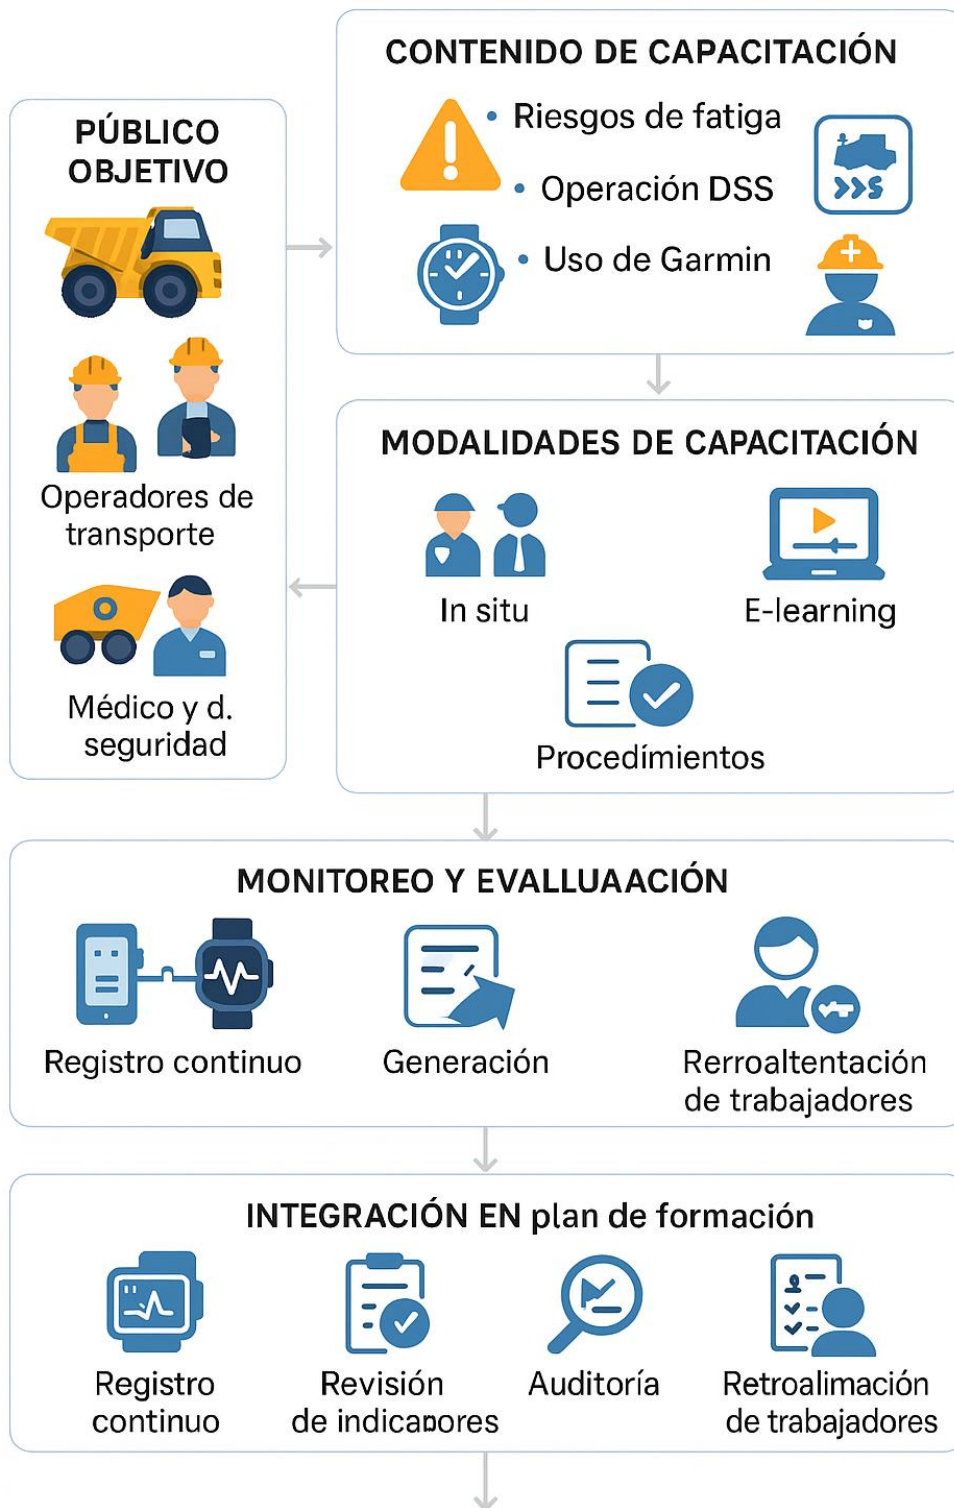 PÚBLICO
OBJETIVO
Operadores de
transporte
Médico y d.
seguridad
CONTENIDO DE CAPACITACIÓN
• Riesgos de fatiga
• Operación DSS
• Uso de Garmin
MODALIDADES DE CAPACITACIÓN
In situ
E-learning
Procedímientos
MONITOREO Y EVALLUAACIÓN
Registro continuo
Generación
Rerroaltentación
de trabajadores
INTEGRACIÓN EN plan de formación
Registro
continuo
Revisión
de indicapores
Auditoría
Retroalimación
de trabajadores